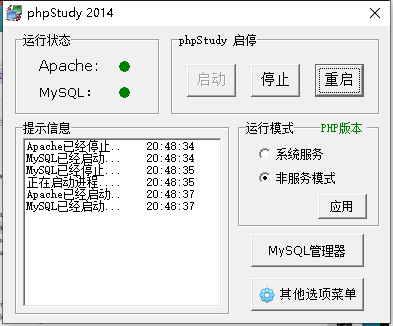 phpStudy 2014
运行状态
Apache:
MySQL:
phpStudy 启停
启动
停止
重启
提示信息
Apache已经停止.. 20:48:34
MySQL已经启动... 20:48:34
MySQL已经停止... 20:48:35
正在启动进程.... 20:48:35
Apache已经启动.. 20:48:37
MySQL已经启动... 20:48:37
运行模式 PHP版本
系统服务
非服务模式
应用
MySQL管理器
其他选项菜单